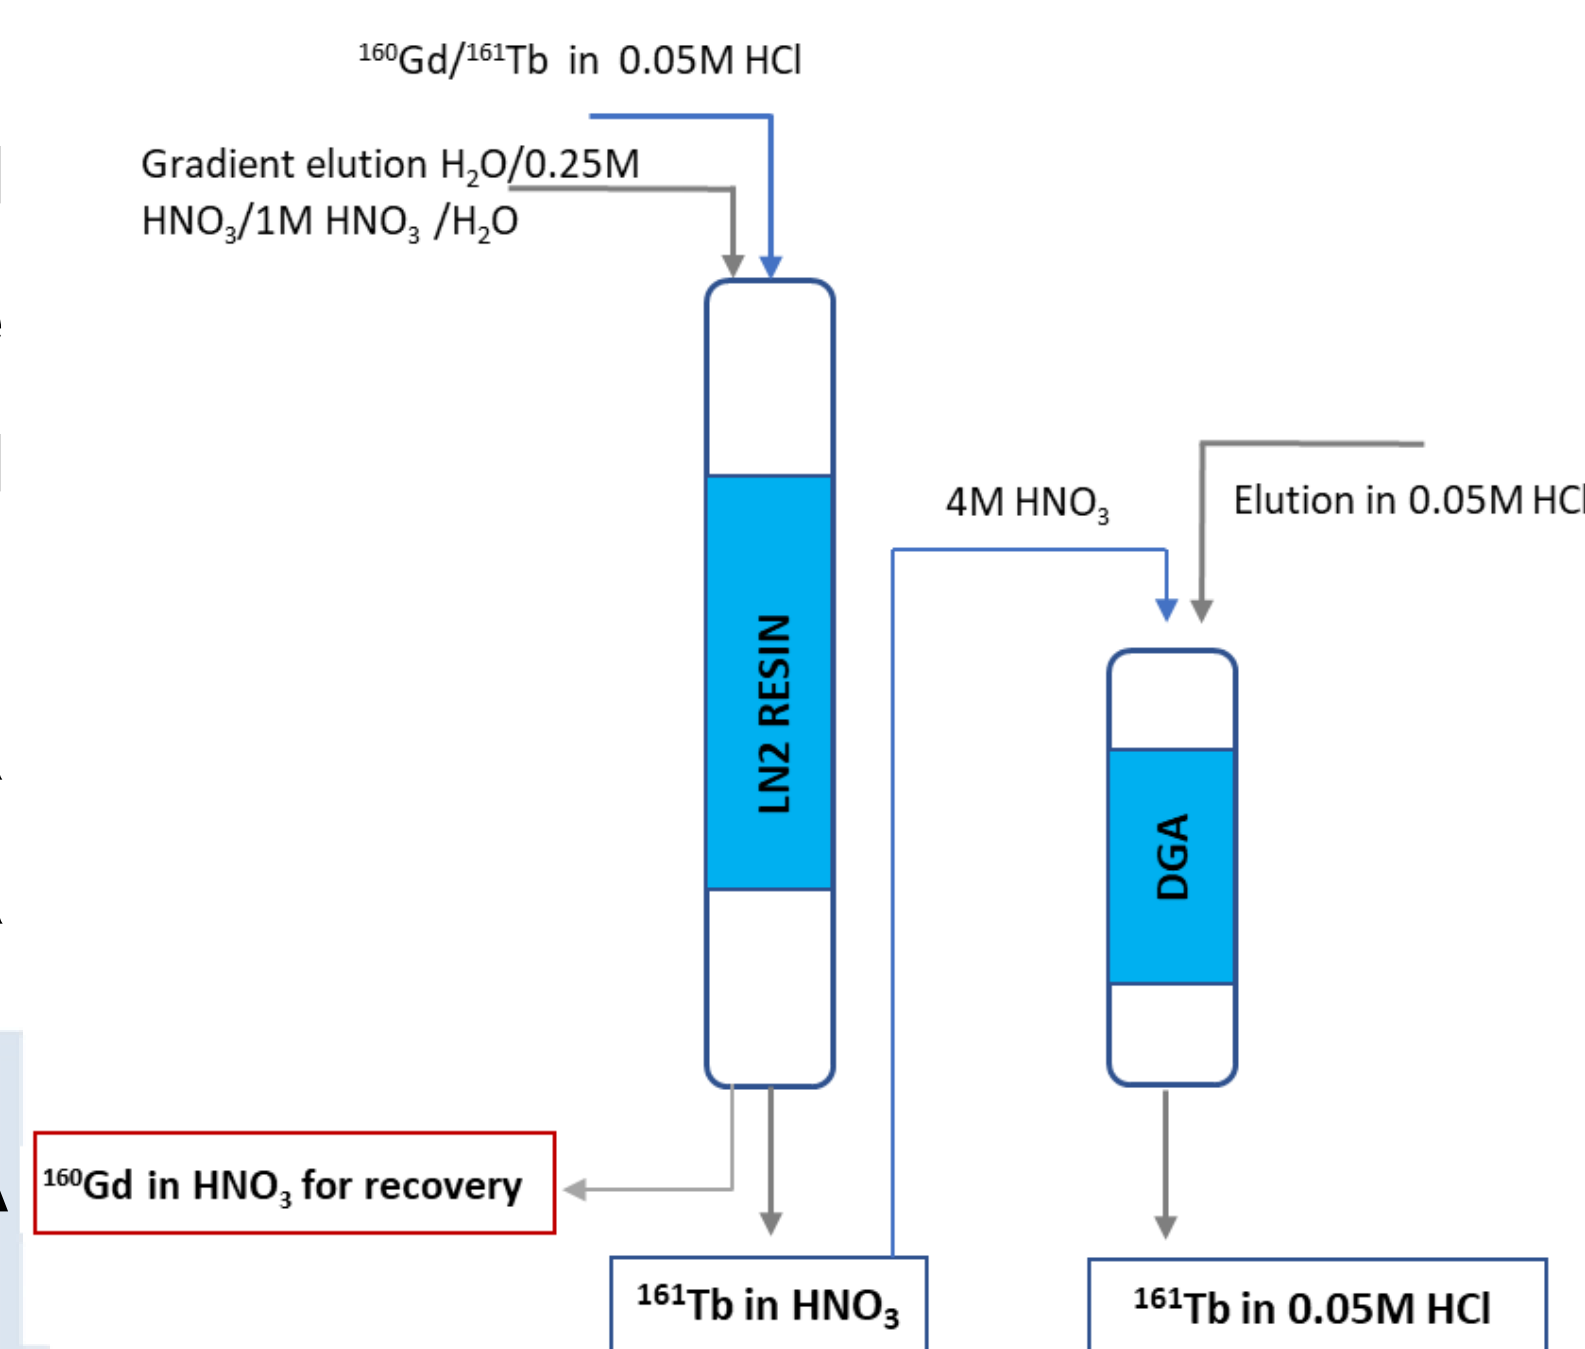 ¹⁶⁰Gd/¹⁶¹Tb in 0.05M HCl
Gradient elution H₂O/0.25M
HNO₃/1M HNO₃ /H₂O
4M HNO₃
Elution in 0.05M HCl
LN2 RESIN
DGA
¹⁶⁰Gd in HNO₃ for recovery
¹⁶¹Tb in HNO₃
¹⁶¹Tb in 0.05M HCl